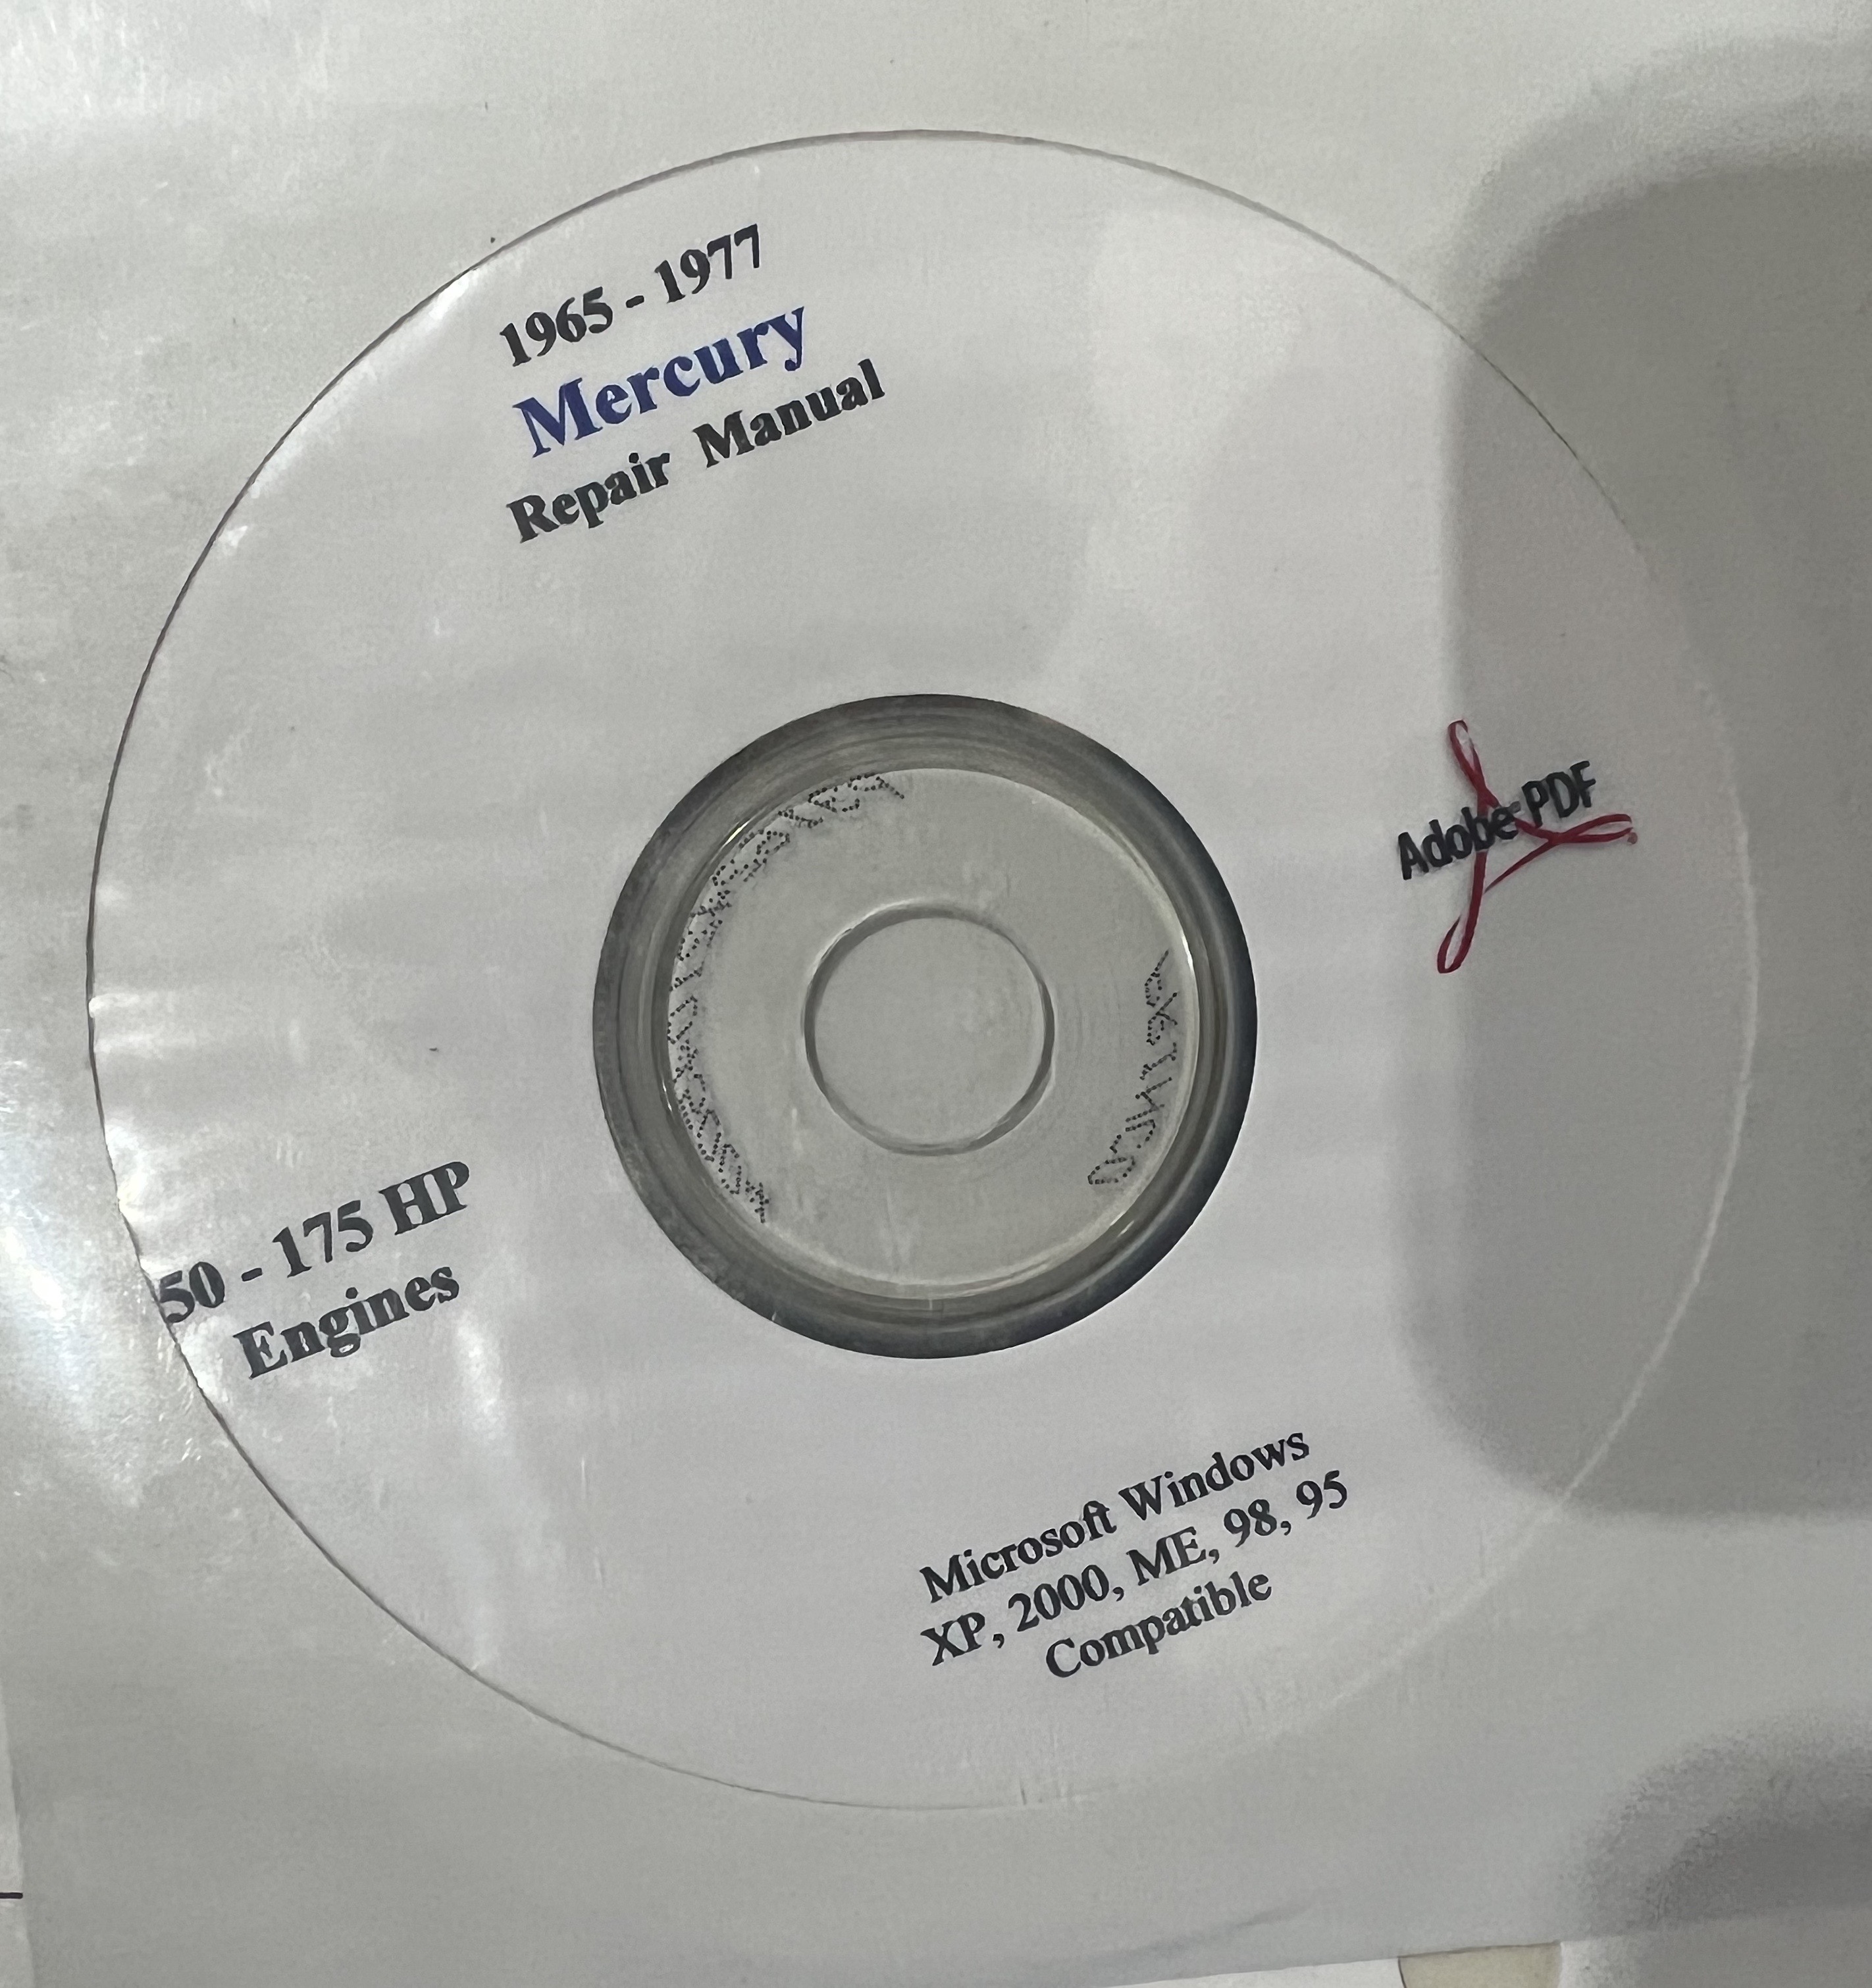 1965 - 1977
Mercury
Repair Manual
Adobe PDF
50 - 175 HP
Engines
Microsoft Windows
XP, 2000, ME, 98, 95
Compatible